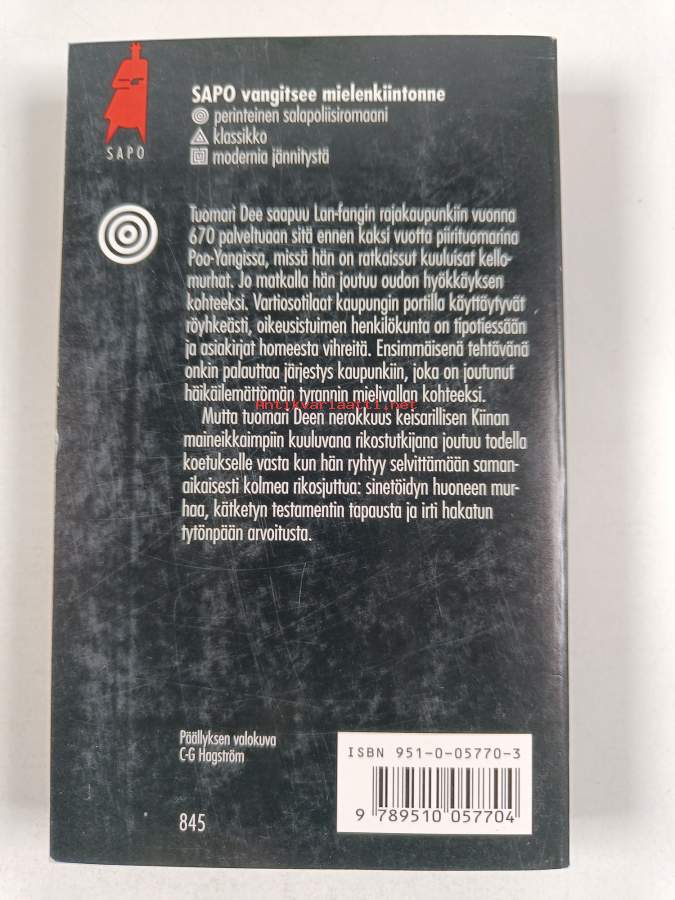 SAPO
SAPO vangitsee mielenkiintonne
perinteinen salapoliisiromaani
klassikko
modernia jännitystä
Tuomari Dee saapuu Lan-fangin rajakaupunkiin vuonna
670 palveltuaan sitä ennen kaksi vuotta piirituomarina
Poo-Yangissa, missä hän on ratkaissut kuuluisat kello-
murhat. Jo matkalla hän joutuu oudon hyökkäyksen
kohteeksi. Vartiosotilaat kaupungin portilla käyttäytyvät
röyhkeästi, oikeusistuimen henkilökunta on tipotiessään
ja asiakirjat homeesta vihreitä. Ensimmäisenä tehtävänä
onkin palauttaa järjestys kaupunkiin, joka on joutunut
häikäilemättömän tyrannin mielivallan kohteeksi.
Antikvariaatti.net
Mutta tuomari Deen nerokkuus keisarillisen Kiinan
maineikkaimpiin kuuluvana rikostutkijana joutuu todella
koetukselle vasta kun hän ryhtyy selvittämään saman-
aikaisesti kolmea rikosjuttua: sinetöidyn huoneen mur-
haa, kätketyn testamentin tapausta ja irti hakatun
tytönpään arvoitusta.
Päällyksen valokuva
C-G Hagström
845
ISBN 951-0-05770-3
9 789510 057704